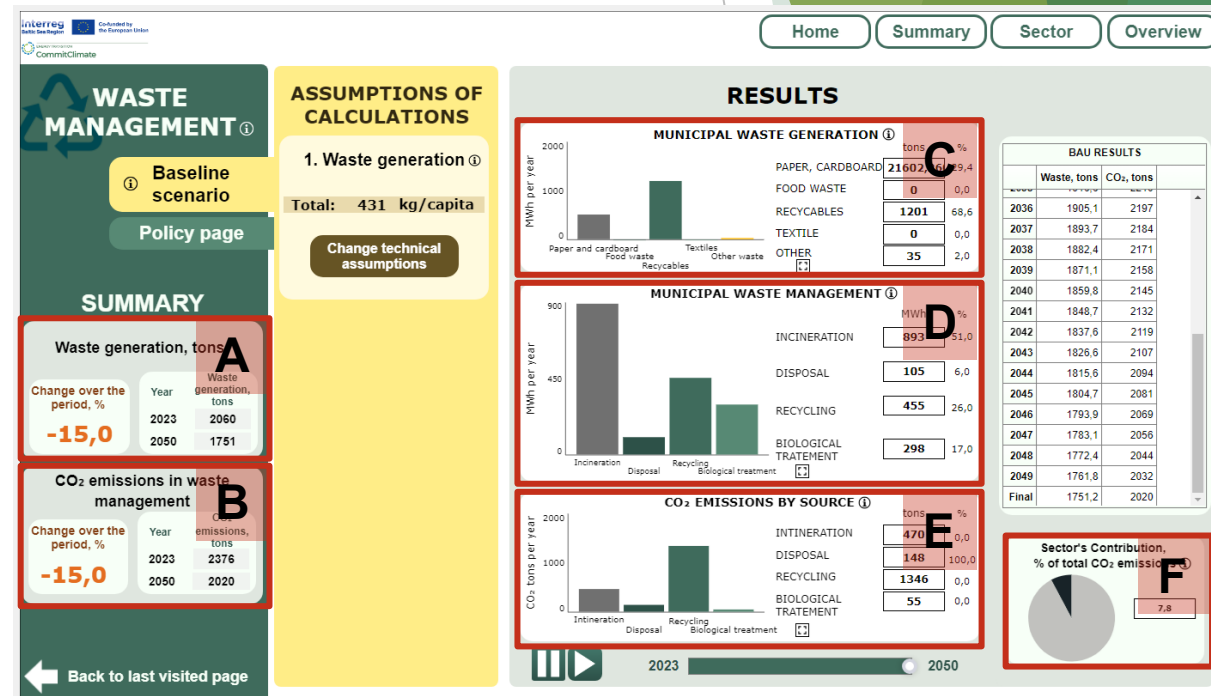 Interreg
Baltic Sea Region
Co-funded by
the European Union
CommitClimate
Home
Summary
Sector
Overview
WASTE
MANAGEMENT ⓘ
ⓘ Baseline
scenario
Policy page
SUMMARY
Waste generation, tons
A
Change over the
period, %
-15,0
Year
Waste
generation,
tons
2023 2060
2050 1751
CO₂ emissions in waste
management
B
Change over the
period, %
-15,0
Year
CO₂
emissions,
tons
2023 2376
2050 2020
Back to last visited page
ASSUMPTIONS OF
CALCULATIONS
1. Waste generation ⓘ
Total: 431 kg/capita
Change technical
assumptions
RESULTS
MUNICIPAL WASTE GENERATION ⓘ
C
tons %
MWh per year
2000
1000
0
Paper and cardboard
Food waste
Recycables
Textiles
Other waste
PAPER, CARDBOARD
FOOD WASTE 0 0,0
RECYCABLES 1201 68,6
TEXTILE 0 0,0
OTHER 35 2,0
MUNICIPAL WASTE MANAGEMENT ⓘ
D
MWh %
MWh per year
900
450
0
Incineration
Disposal
Recycling
Biological treatment
INCINERATION 893 51,0
DISPOSAL 105 6,0
RECYCLING 455 26,0
BIOLOGICAL
TRATEMENT 298 17,0
CO₂ EMISSIONS BY SOURCE ⓘ
E
tons %
CO₂ tons per year
2000
1000
0
Intineration
Disposal
Recycling
Biological treatment
INTINERATION 470 0,0
DISPOSAL 148 100,0
RECYCLING 1346 0,0
BIOLOGICAL
TRATEMENT 55 0,0
2023 2050
BAU RESULTS
Waste, tons CO₂, tons
2036 1905,1 2197
2037 1893,7 2184
2038 1882,4 2171
2039 1871,1 2158
2040 1859,8 2145
2041 1848,7 2132
2042 1837,6 2119
2043 1826,6 2107
2044 1815,6 2094
2045 1804,7 2081
2046 1793,9 2069
2047 1783,1 2056
2048 1772,4 2044
2049 1761,8 2032
Final 1751,2 2020
Sector's Contribution,
% of total CO₂ emissions ⓘ
F
7,8